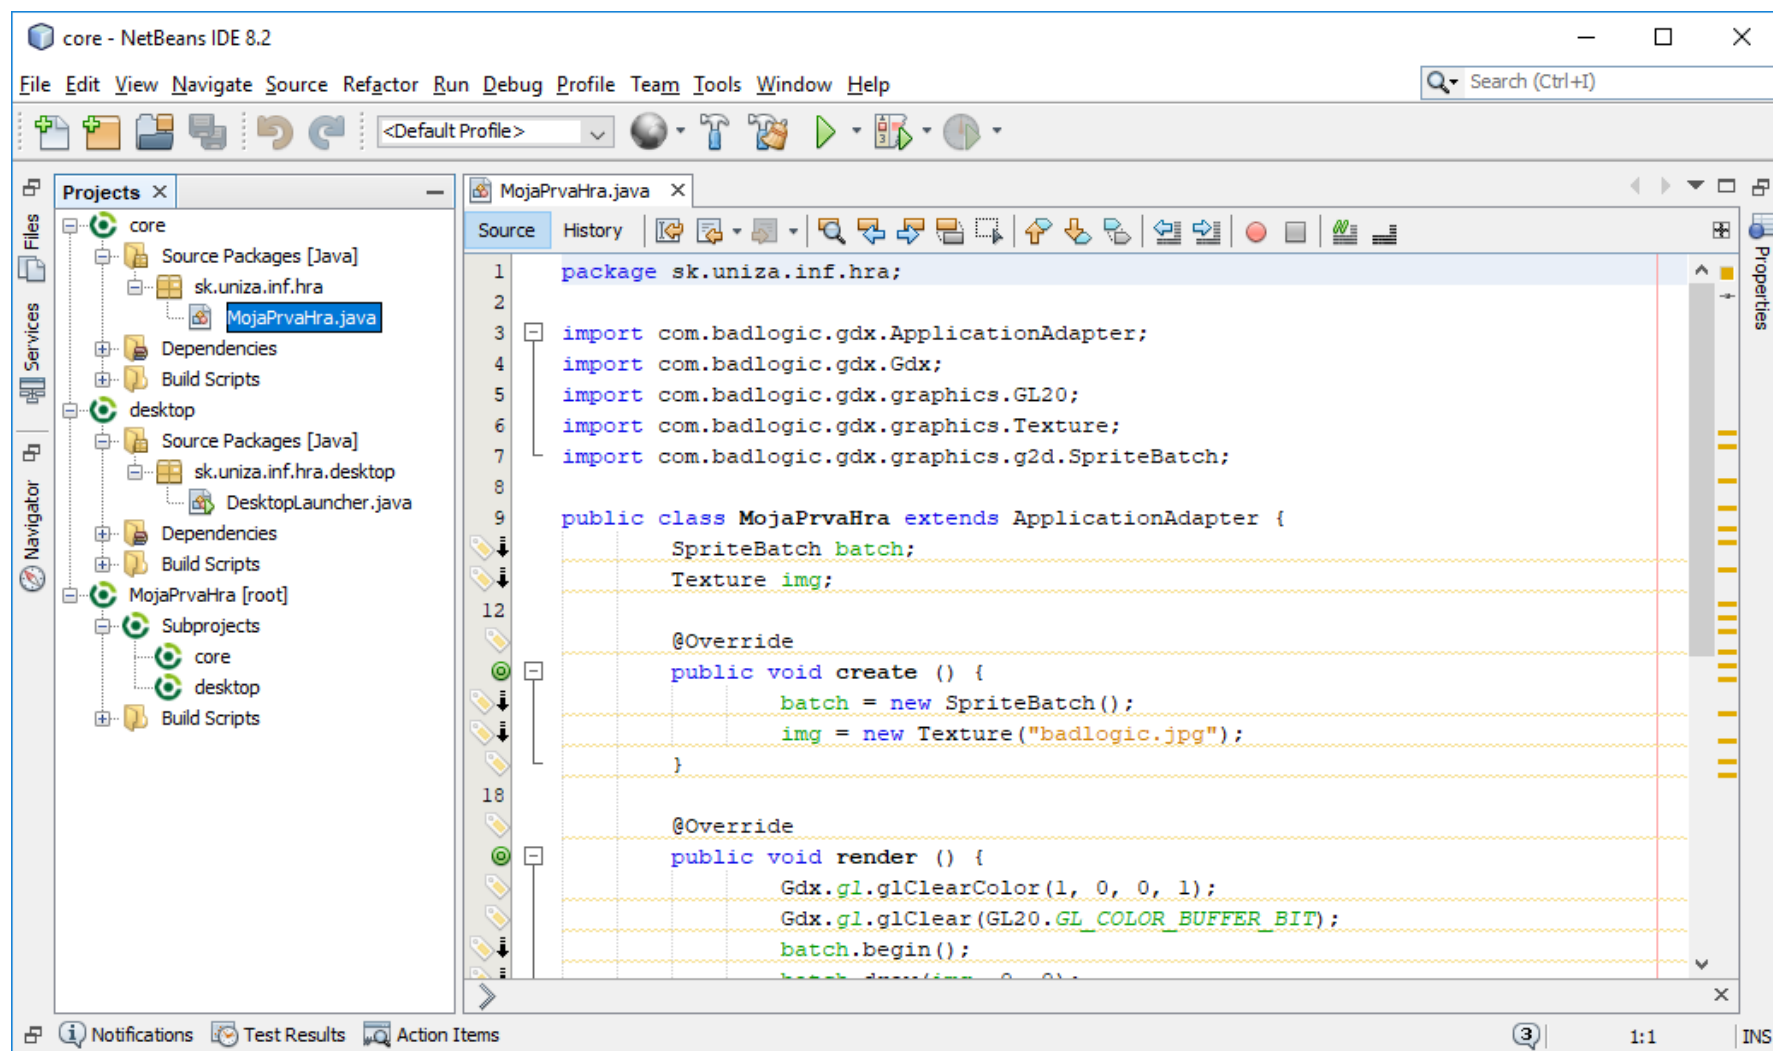 core - NetBeans IDE 8.2
File Edit View Navigate Source Refactor Run Debug Profile Team Tools Window Help
Search (Ctrl+I)
<Default Profile>
Files
Services
Navigator
Projects
core
Source Packages [Java]
sk.uniza.inf.hra
MojaPrvaHra.java
Dependencies
Build Scripts
desktop
Source Packages [Java]
sk.uniza.inf.hra.desktop
DesktopLauncher.java
Dependencies
Build Scripts
MojaPrvaHra [root]
Subprojects
core
desktop
Build Scripts
MojaPrvaHra.java
Source History
1 package sk.uniza.inf.hra;
2
3 import com.badlogic.gdx.ApplicationAdapter;
4 import com.badlogic.gdx.Gdx;
5 import com.badlogic.gdx.graphics.GL20;
6 import com.badlogic.gdx.graphics.Texture;
7 import com.badlogic.gdx.graphics.g2d.SpriteBatch;
8
9 public class MojaPrvaHra extends ApplicationAdapter {
SpriteBatch batch;
Texture img;
12
@Override
public void create () {
batch = new SpriteBatch();
img = new Texture("badlogic.jpg");
}
18
@Override
public void render () {
Gdx.gl.glClearColor(1, 0, 0, 1);
Gdx.gl.glClear(GL20.GL_COLOR_BUFFER_BIT);
batch.begin();
batch.draw(img, 0, 0);
Properties
Notifications Test Results Action Items
3
1:1
INS